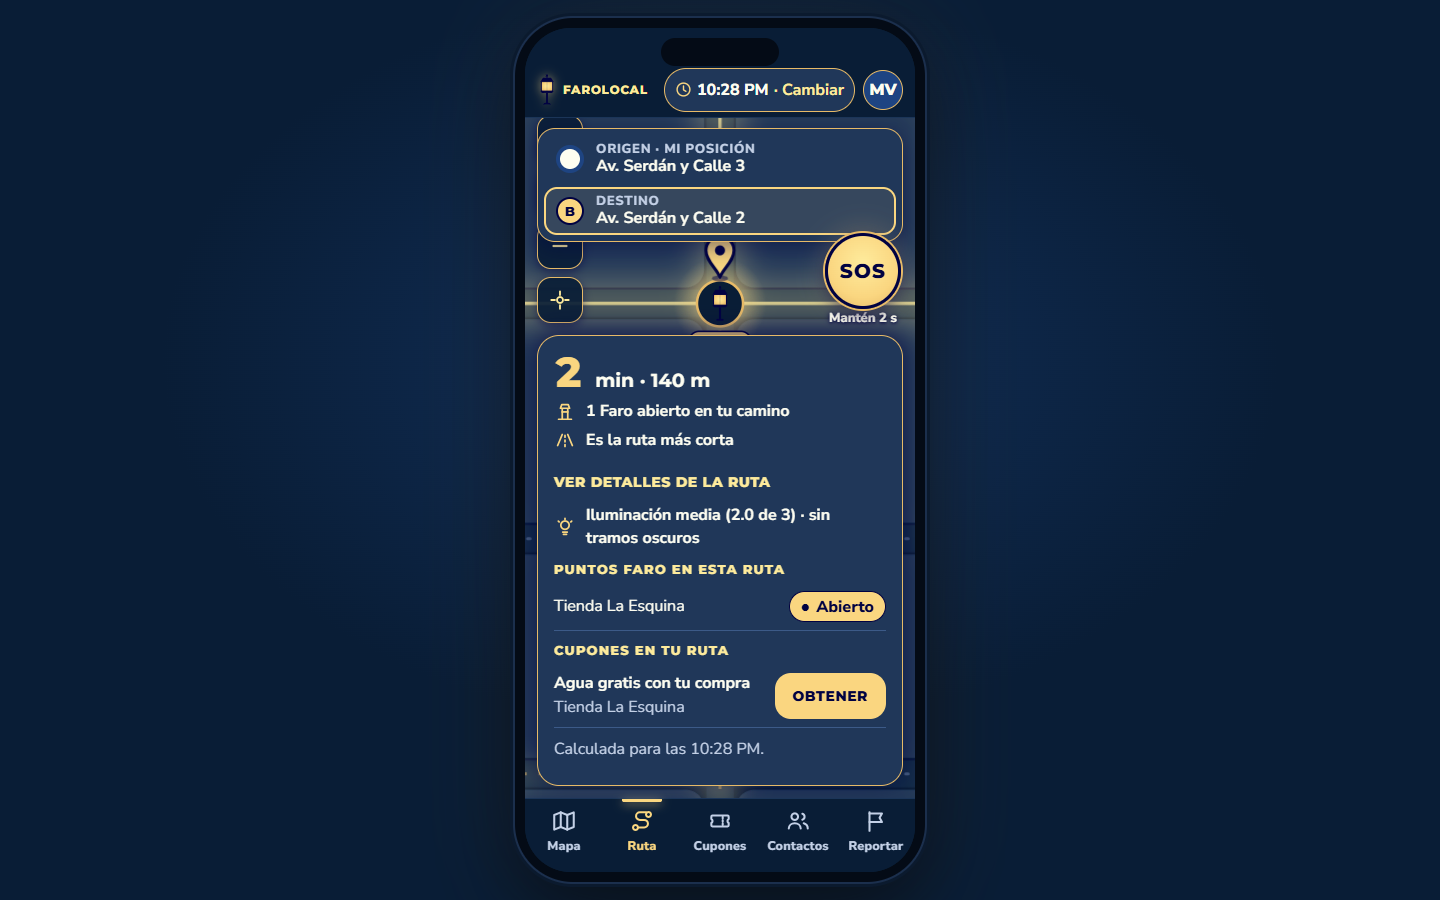 FAROLOCAL
10:28 PM · Cambiar
MV
ORIGEN · MI POSICIÓN
Av. Serdán y Calle 3
B
DESTINO
Av. Serdán y Calle 2
SOS
Mantén 2 s
2 min · 140 m
1 Faro abierto en tu camino
Es la ruta más corta
VER DETALLES DE LA RUTA
Iluminación media (2.0 de 3) · sin
tramos oscuros
PUNTOS FARO EN ESTA RUTA
Tienda La Esquina
• Abierto
CUPONES EN TU RUTA
Agua gratis con tu compra
Tienda La Esquina
OBTENER
Calculada para las 10:28 PM.
Mapa
Ruta
Cupones
Contactos
Reportar